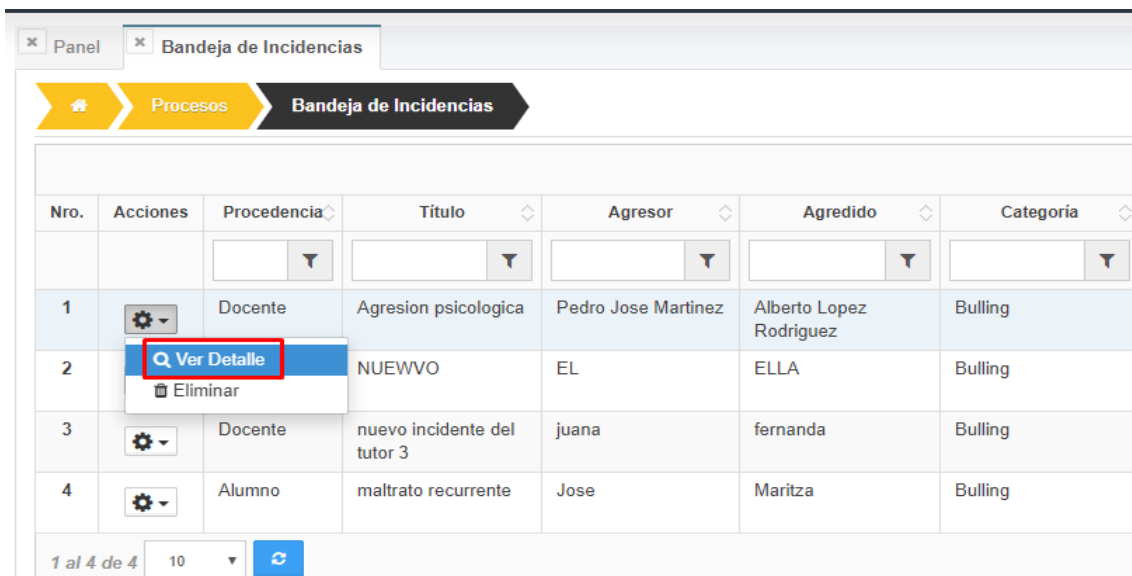 Panel
Bandeja de Incidencias
Procesos
Bandeja de Incidencias
Nro. Acciones Procedencia Título Agresor Agredido Categoría
1 Docente Agresion psicologica Pedro Jose Martinez Alberto Lopez Bulling
Rodriguez
Ver Detalle
2 NUEWVO EL ELLA Bulling
Eliminar
3 Docente nuevo incidente del juana fernanda Bulling
tutor 3
4 Alumno maltrato recurrente Jose Maritza Bulling
1 al 4 de 4 10